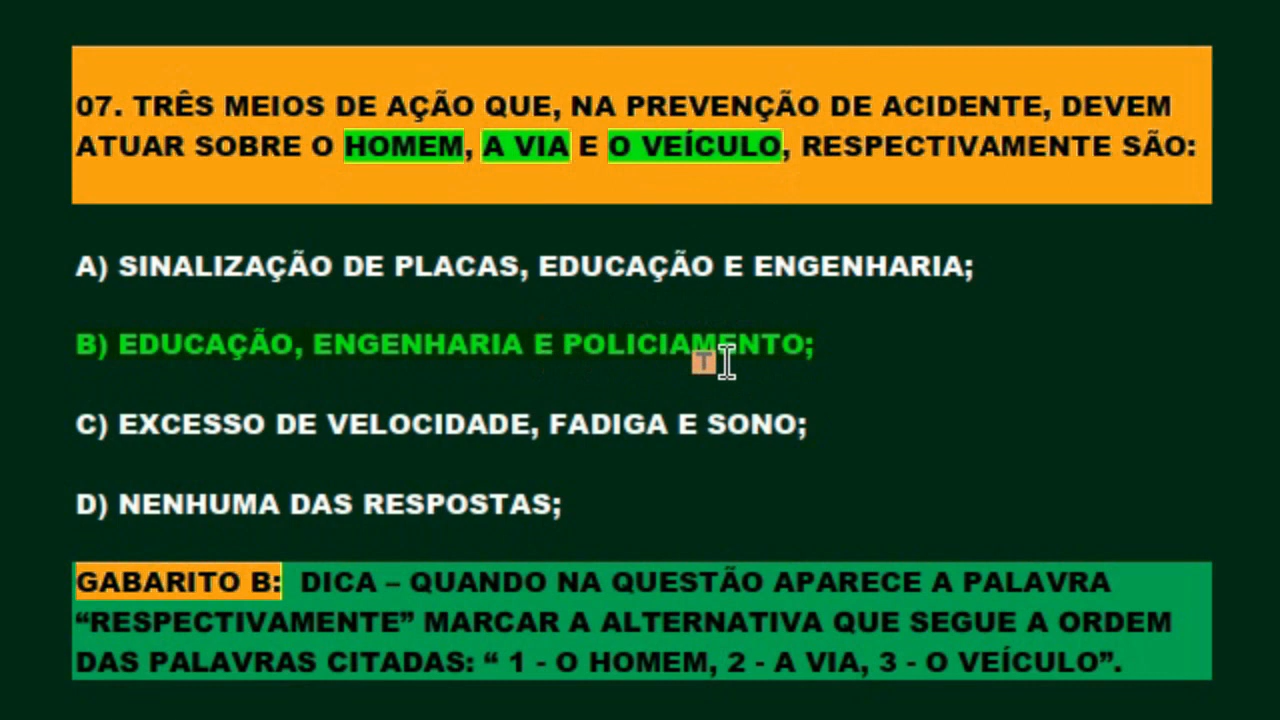 07. TRÊS MEIOS DE AÇÃO QUE, NA PREVENÇÃO DE ACIDENTE, DEVEM
ATUAR SOBRE O HOMEM, A VIA E O VEÍCULO, RESPECTIVAMENTE SÃO:
A) SINALIZAÇÃO DE PLACAS, EDUCAÇÃO E ENGENHARIA;
B) EDUCAÇÃO, ENGENHARIA E POLICIAMENTO;
T
C) EXCESSO DE VELOCIDADE, FADIGA E SONO;
D) NENHUMA DAS RESPOSTAS;
GABARITO B: DICA – QUANDO NA QUESTÃO APARECE A PALAVRA
“RESPECTIVAMENTE” MARCAR A ALTERNATIVA QUE SEGUE A ORDEM
DAS PALAVRAS CITADAS: “ 1 - O HOMEM, 2 - A VIA, 3 - O VEÍCULO”.